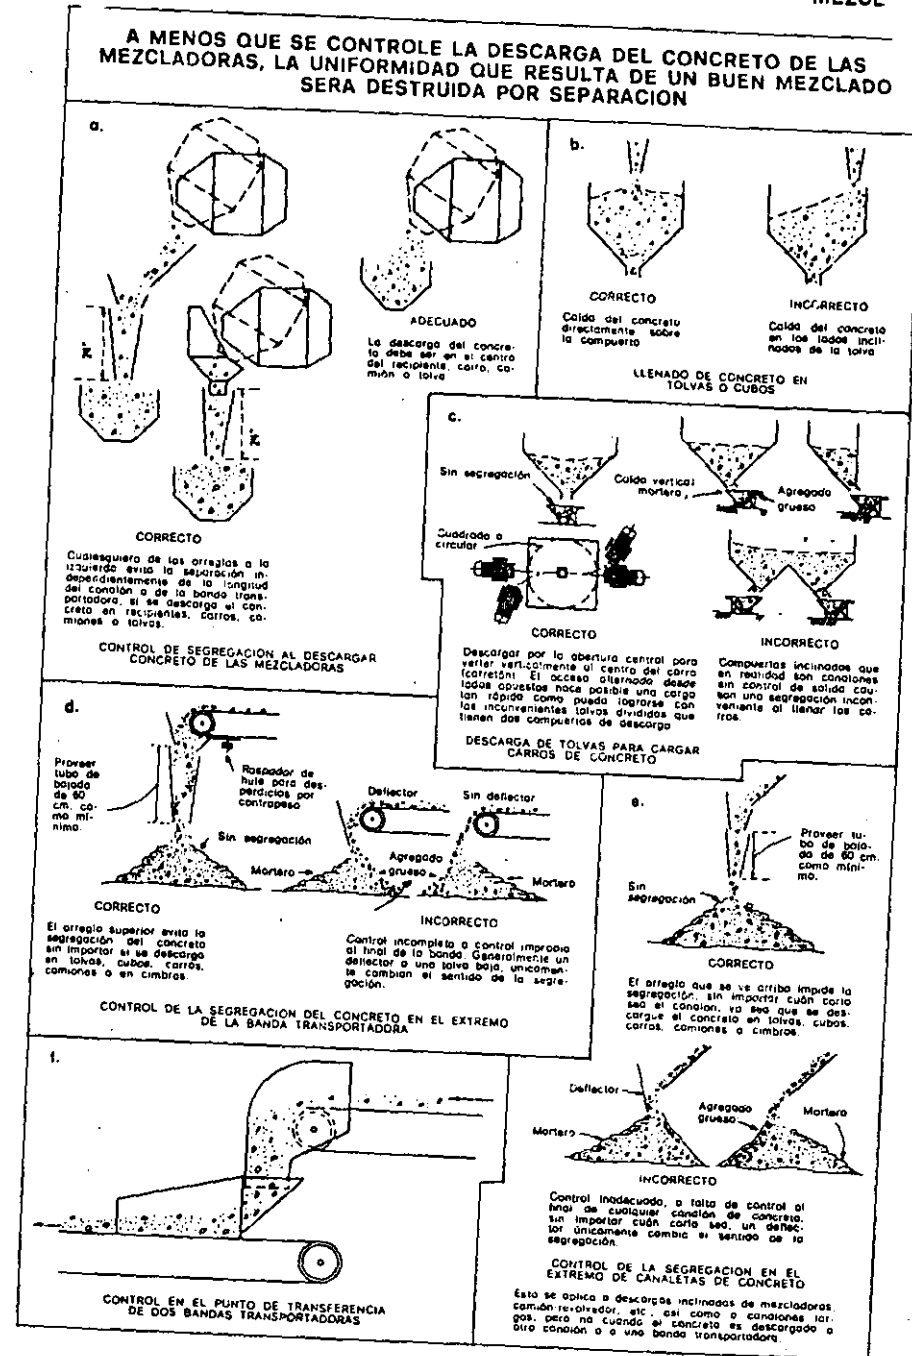 A MENOS QUE SE CONTROLE LA DESCARGA DEL CONCRETO DE LAS
MEZCLADORAS, LA UNIFORMIDAD QUE RESULTA DE UN BUEN MEZCLADO
SERA DESTRUIDA POR SEPARACION
a.
ADECUADO
La descarga del concre-
to debe ser en el centro
del recipiente, carro, ca-
mión o tolva
CORRECTO
Cualesquiera de los arreglos a la
izquierda evita la separación in-
dependientemente de la longitud
del canalón o de la banda trans-
portadora, si se descarga el con-
creto en recipientes, carros, ca-
miones o tolvas.
CONTROL DE SEGREGACION AL DESCARGAR
CONCRETO DE LAS MEZCLADORAS
b.
CORRECTO
Caída del concreto
directamente sobre
la compuerta
INCORRECTO
Caída del concreto
en los lados incli-
nados de la tolva
LLENADO DE CONCRETO EN
TOLVAS O CUBOS
c.
Sin segregación
Caída vertical
mortero
Agregado
grueso
Cuadrada o
circular
CORRECTO
Descargar por la abertura central para
verter verticalmente al centro del carro
(carretón) El acceso alternado desde
lados opuestos hace posible una carga
tan rápida como pueda lograrse con
los inconvenientes tolvas divididas que
tienen dos compuertas de descarga
INCORRECTO
Compuertas inclinadas que
en realidad son canalones
sin control de salida cau-
san una segregación incon-
veniente al llenar los ca-
rros.
DESCARGA DE TOLVAS PARA CARGAR
CARROS DE CONCRETO
d.
Proveer
tubo de
bajada
de 60
cm. co-
mo mí-
nimo.
Raspador de
hule para des-
perdicios por
contrapeso
Sin segregación
Deflector
Sin deflector
Mortero
Agregado
grueso
Mortero
CORRECTO
El arreglo superior evita la
segregación del concreto
sin importar si se descarga
en tolvas, cubos, carros,
camiones o en cimbras.
INCORRECTO
Control incompleto o control impropio
al final de la banda. Generalmente un
deflector o una tolva baja, unicamen-
te cambian el sentido de la segre-
gación.
CONTROL DE LA SEGREGACION DEL CONCRETO EN EL EXTREMO
DE LA BANDA TRANSPORTADORA
e.
Proveer tu-
bo de baja-
da de 60 cm.
como míni-
mo.
Sin
segregación
CORRECTO
El arreglo que se ve arriba impide la
segregación, sin importar cuán corto
sea el canalón, ya sea que se des-
cargue el concreto en tolvas, cubos,
carros, camiones o cimbras.
Deflector
Mortero
Agregado
grueso
Mortero
INCORRECTO
Control inadecuado, o falta de control al
final de cualquier canalón de concreto,
sin importar cuán corto sea, un deflec-
tor únicamente cambia el sentido de la
segregación.
CONTROL DE LA SEGREGACION EN EL
EXTREMO DE CANALETAS DE CONCRETO
Esto se aplica a descargas inclinadas de mezcladoras,
camión-revolvedor, etc, así como a canalones lar-
gos, pero no cuando el concreto es descargado a
otro canalón o a una banda transportadora.
f.
CONTROL EN EL PUNTO DE TRANSFERENCIA
DE DOS BANDAS TRANSPORTADORAS